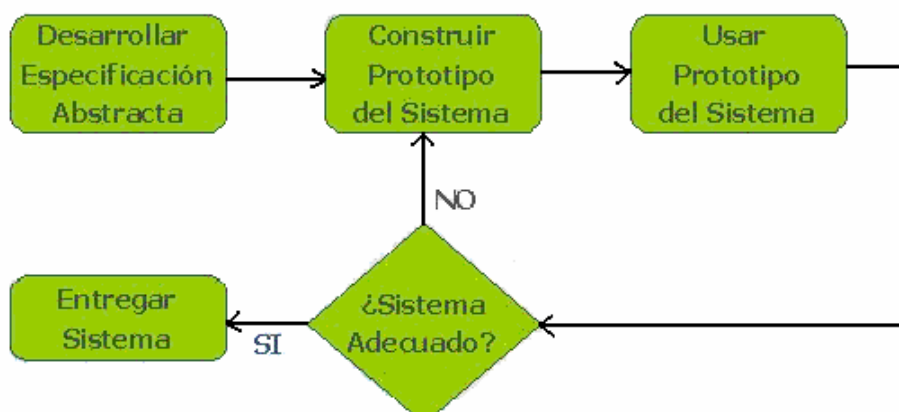 Desarrollar
Especificación
Abstracta
Construir
Prototipo
del Sistema
Usar
Prototipo
del Sistema
NO
¿Sistema
Adecuado?
SI
Entregar
Sistema